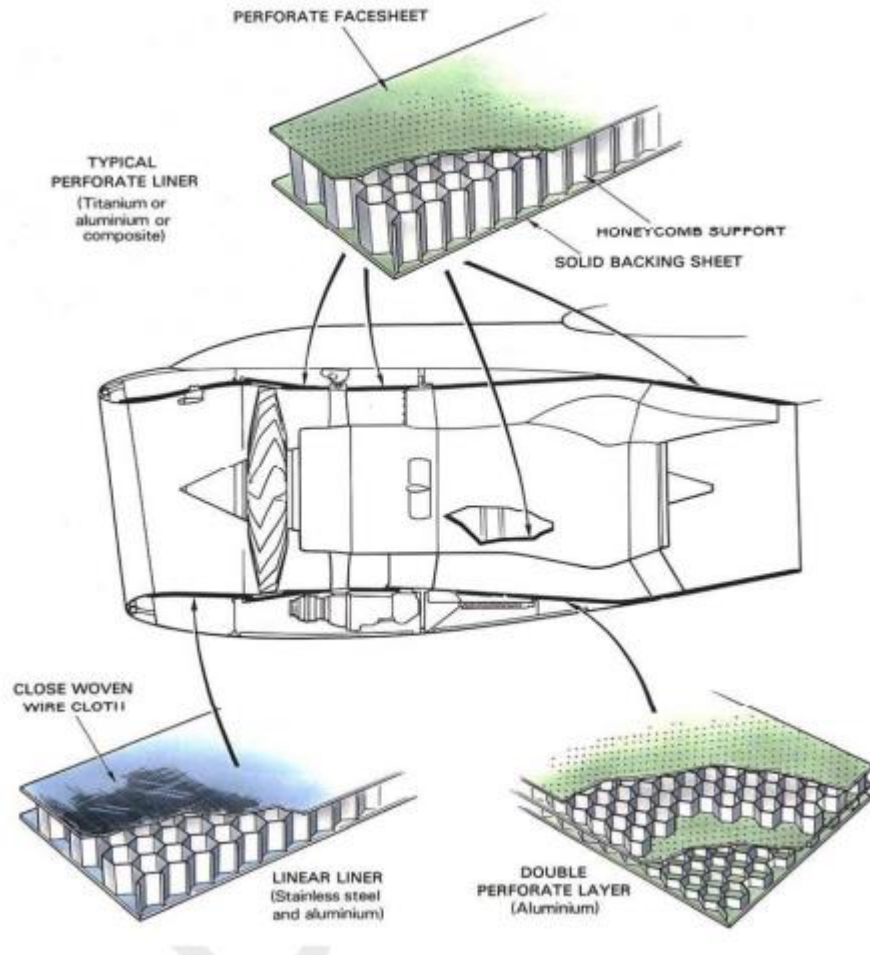 PERFORATE FACESHEET
TYPICAL
PERFORATE LINER
(Titanium or
aluminium or
composite)
HONEYCOMB SUPPORT
SOLID BACKING SHEET
CLOSE WOVEN
WIRE CLOTH
LINEAR LINER
(Stainless steel
and aluminium)
DOUBLE
PERFORATE LAYER
(Aluminium)